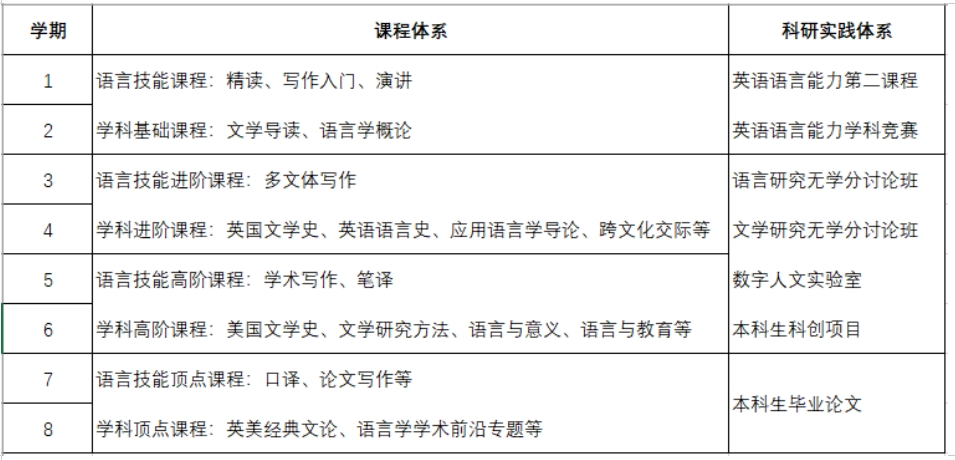 学期 课程体系 科研实践体系
1 语言技能课程：精读、写作入门、演讲 英语语言能力第二课程
2 学科基础课程：文学导读、语言学概论 英语语言能力学科竞赛
3 语言技能进阶课程：多文体写作 语言研究无学分讨论班
4 学科进阶课程：英国文学史、英语语言史、应用语言学导论、跨文化交际等 文学研究无学分讨论班
5 语言技能高阶课程：学术写作、笔译 数字人文实验室
6 学科高阶课程：美国文学史、文学研究方法、语言与意义、语言与教育等 本科生科创项目
7 语言技能顶点课程：口译、论文写作等
本科生毕业论文
8 学科顶点课程：英美经典文论、语言学学术前沿专题等